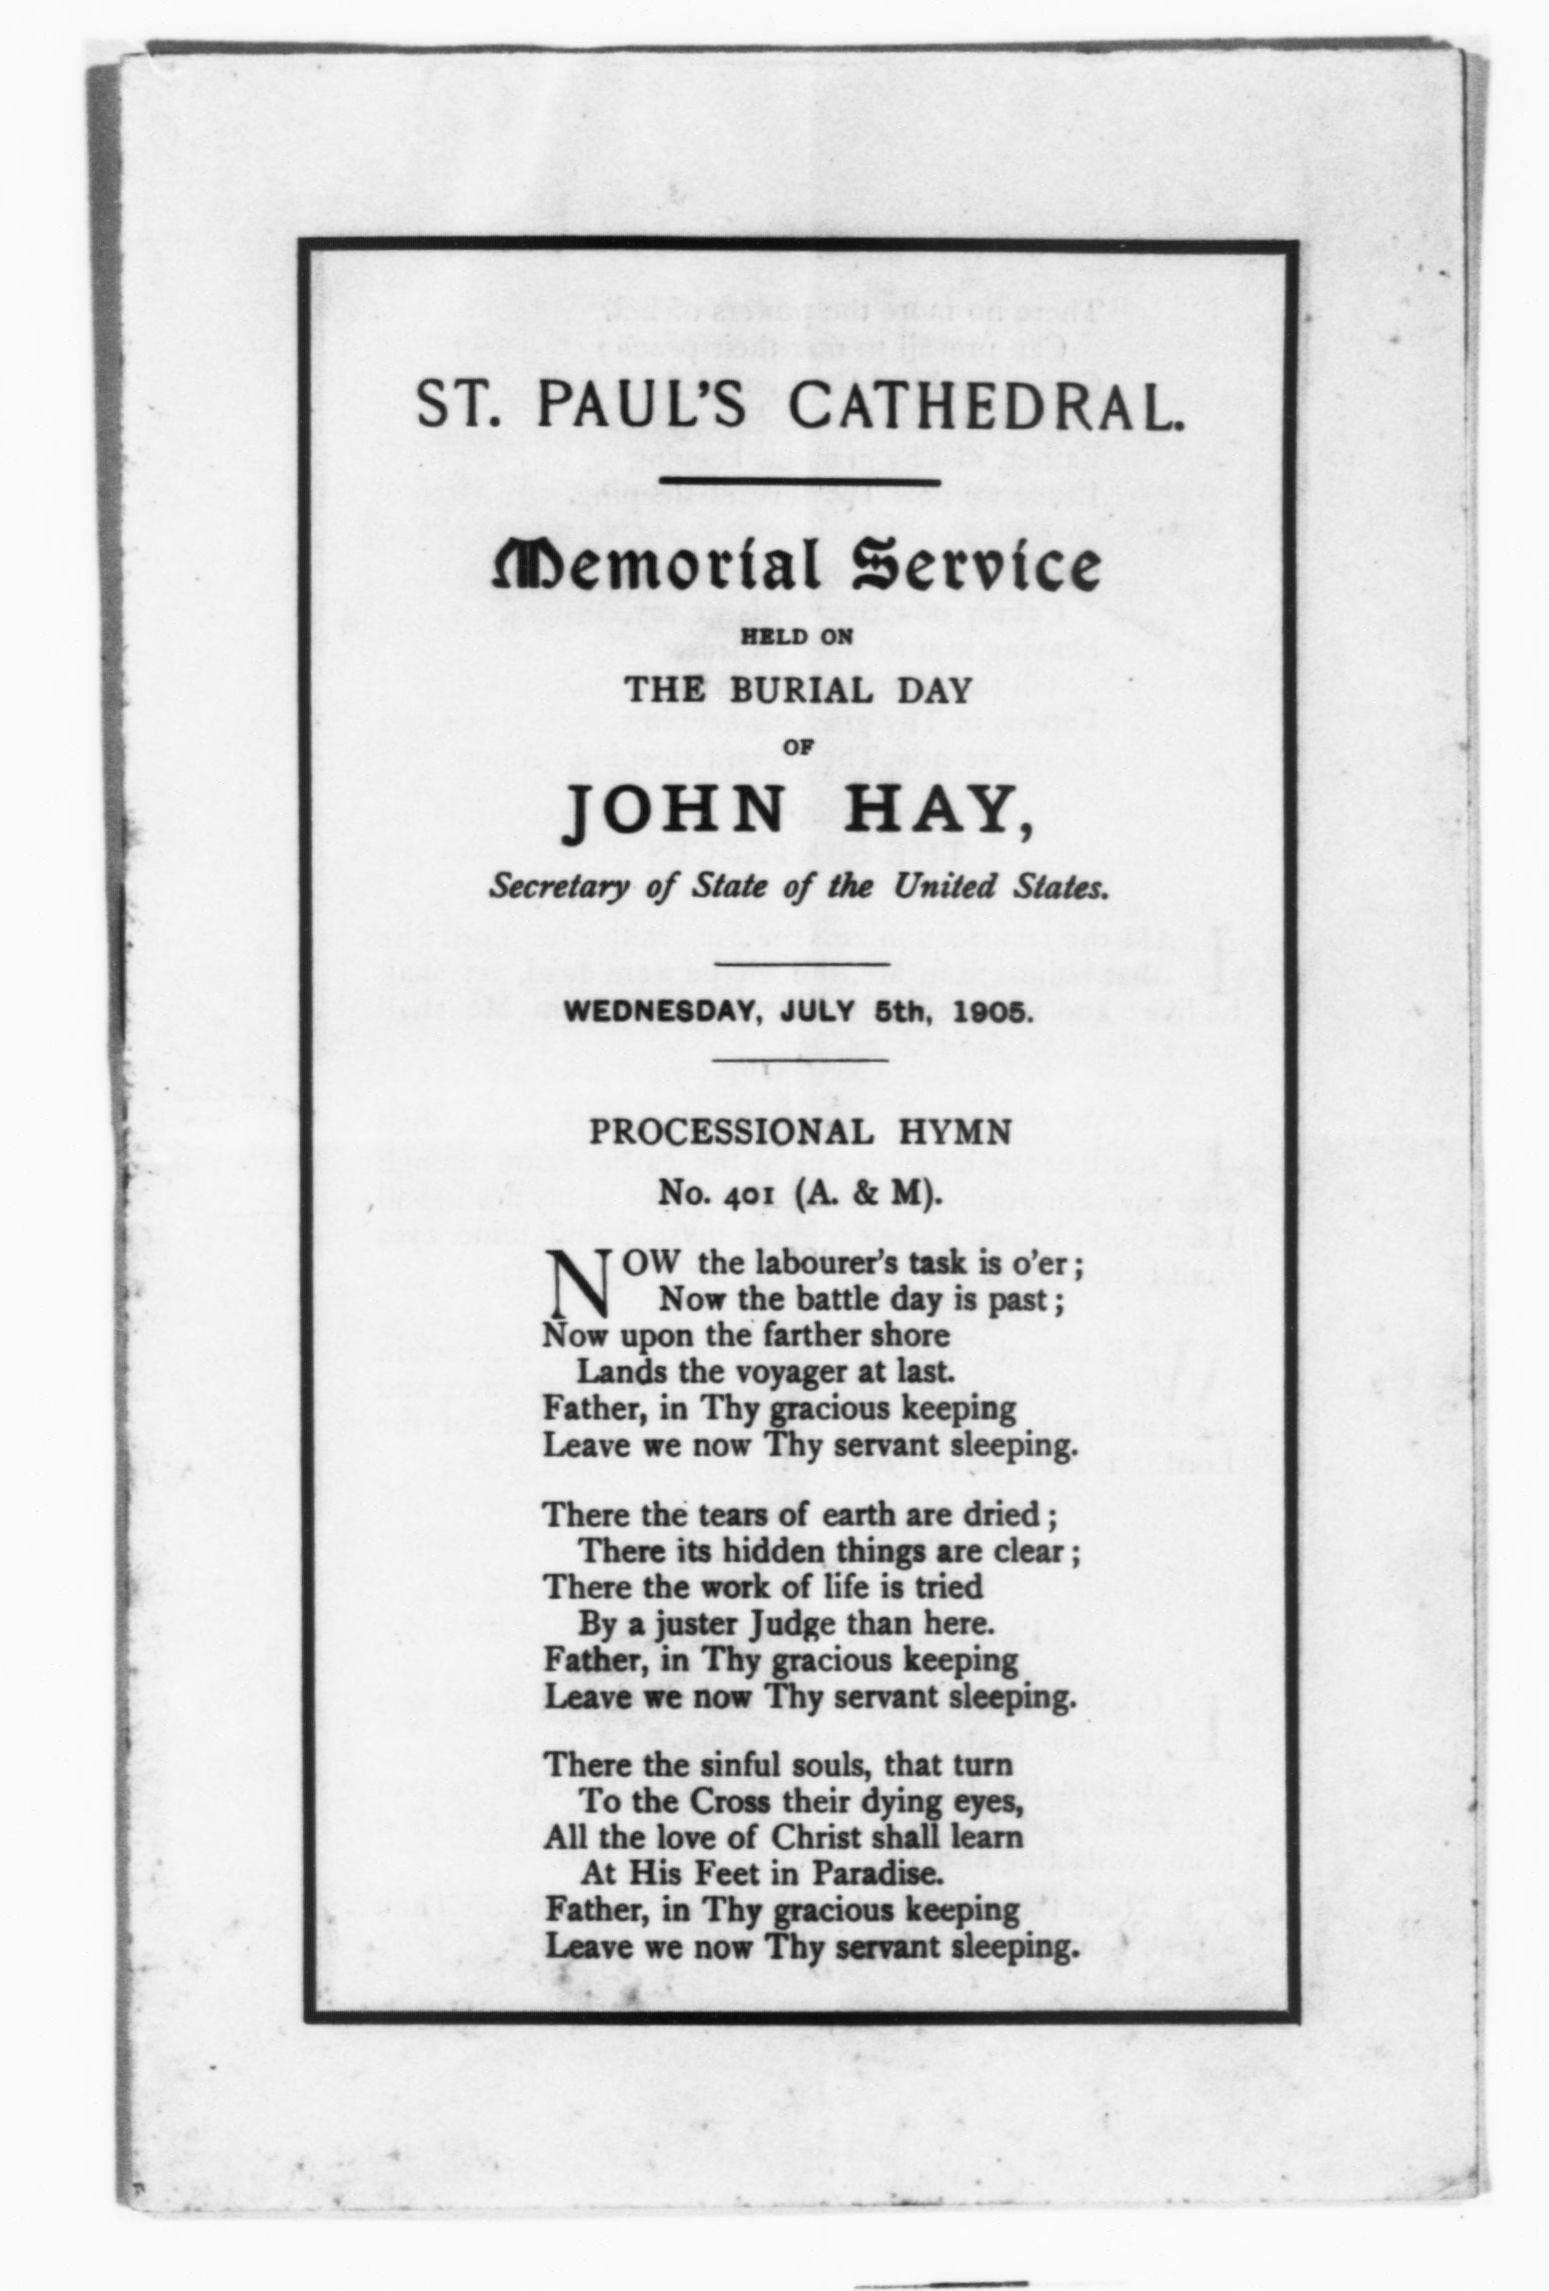 ST. PAUL'S CATHEDRAL.
Memorial Service
HELD ON
THE BURIAL DAY
OF
JOHN HAY,
Secretary of State of the United States.
WEDNESDAY, JULY 5th, 1905.
PROCESSIONAL HYMN
No. 401 (A. & M).
NOW the labourer's task is o'er;
Now the battle day is past;
Now upon the farther shore
Lands the voyager at last.
Father, in Thy gracious keeping
Leave we now Thy servant sleeping.
There the tears of earth are dried;
There its hidden things are clear;
There the work of life is tried
By a juster Judge than here.
Father, in Thy gracious keeping
Leave we now Thy servant sleeping.
There the sinful souls, that turn
To the Cross their dying eyes,
All the love of Christ shall learn
At His Feet in Paradise.
Father, in Thy gracious keeping
Leave we now Thy servant sleeping.